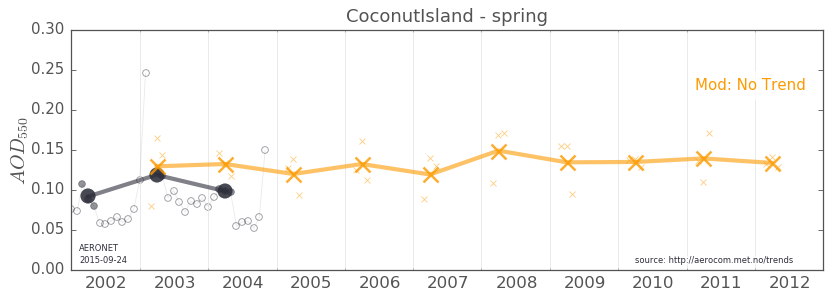 CoconutIsland - spring
0.30
0.25
0.20
0.15
0.10
0.05
0.00
AOD550
Mod: No Trend
AERONET
2015-09-24
source: http://aerocom.met.no/trends
2002 2003 2004 2005 2006 2007 2008 2009 2010 2011 2012